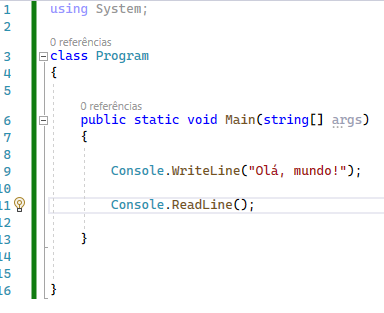 1 using System;
2
0 referências
3 class Program
4 {
5
0 referências
6 public static void Main(string[] args)
7 {
8
9 Console.WriteLine("Olá, mundo!");
10
11 Console.ReadLine();
12
13 }
14
15
16 }